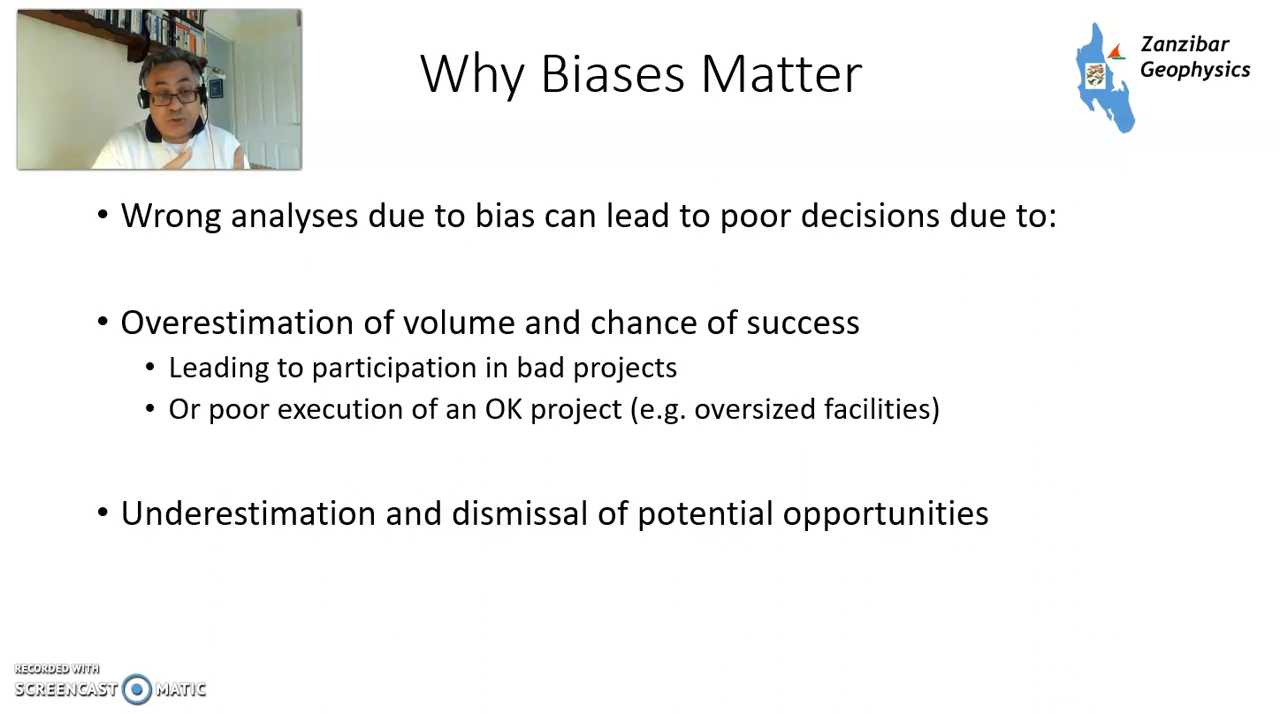 Why Biases Matter
Zanzibar
Geophysics
• Wrong analyses due to bias can lead to poor decisions due to:
• Overestimation of volume and chance of success
• Leading to participation in bad projects
• Or poor execution of an OK project (e.g. oversized facilities)
• Underestimation and dismissal of potential opportunities
RECORDED WITH
SCREENCAST MATIC